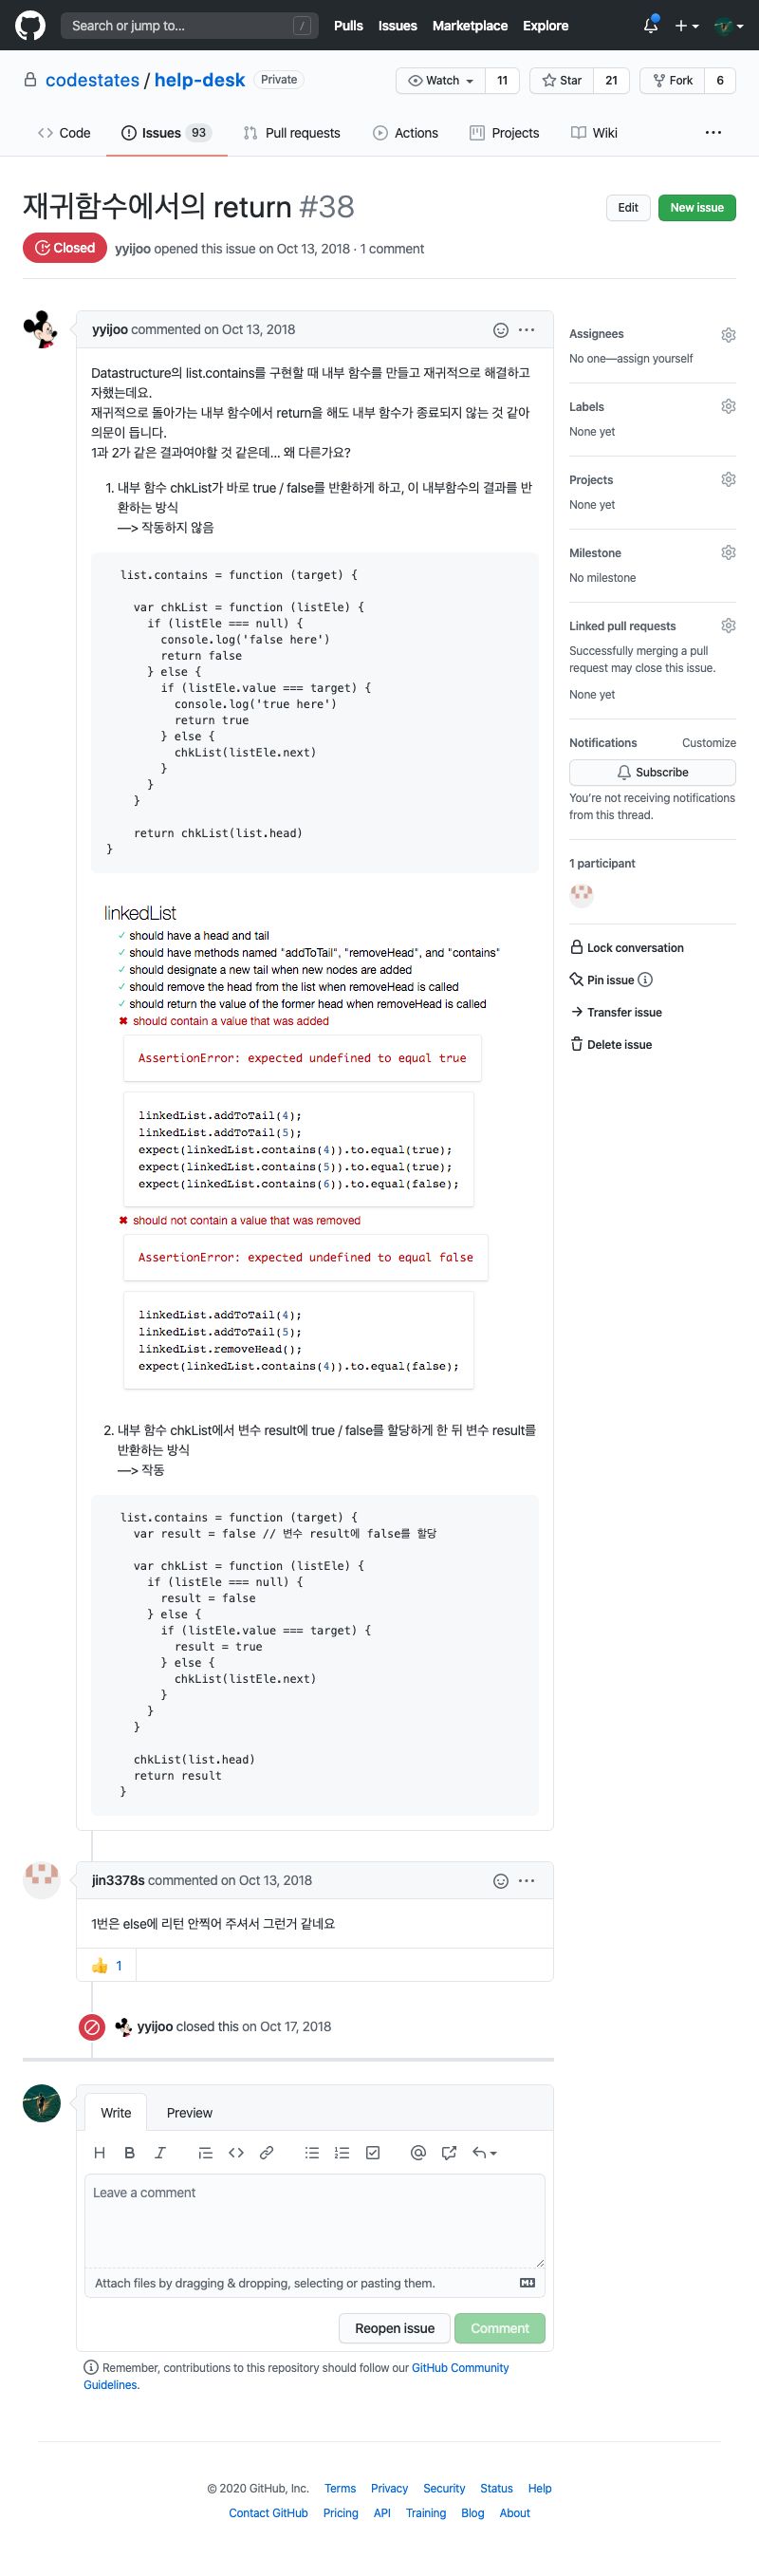 Search or jump to... /
Pulls Issues Marketplace Explore
codestates / help-desk Private
Watch 11 Star 21 Fork 6
Code Issues 93 Pull requests Actions Projects Wiki ...
재귀함수에서의 return #38
Edit New issue
Closed yyijoo opened this issue on Oct 13, 2018 · 1 comment
yyijoo commented on Oct 13, 2018
Datastructure의 list.contains를 구현할 때 내부 함수를 만들고 재귀적으로 해결하고
자했는데요.
재귀적으로 돌아가는 내부 함수에서 return을 해도 내부 함수가 종료되지 않는 것 같아
의문이 듭니다.
1과 2가 같은 결과여야할 것 같은데... 왜 다른가요?
1. 내부 함수 chkList가 바로 true / false를 반환하게 하고, 이 내부함수의 결과를 반
환하는 방식
—> 작동하지 않음
list.contains = function (target) {
var chkList = function (listEle) {
if (listEle === null) {
console.log('false here')
return false
} else {
if (listEle.value === target) {
console.log('true here')
return true
} else {
chkList(listEle.next)
}
}
}
return chkList(list.head)
}
linkedList
✓ should have a head and tail
✓ should have methods named "addToTail", "removeHead", and "contains"
✓ should designate a new tail when new nodes are added
✓ should remove the head from the list when removeHead is called
✓ should return the value of the former head when removeHead is called
✖ should contain a value that was added
AssertionError: expected undefined to equal true
linkedList.addToTail(4);
linkedList.addToTail(5);
expect(linkedList.contains(4)).to.equal(true);
expect(linkedList.contains(5)).to.equal(true);
expect(linkedList.contains(6)).to.equal(false);
✖ should not contain a value that was removed
AssertionError: expected undefined to equal false
linkedList.addToTail(4);
linkedList.addToTail(5);
linkedList.removeHead();
expect(linkedList.contains(4)).to.equal(false);
2. 내부 함수 chkList에서 변수 result에 true / false를 할당하게 한 뒤 변수 result를
반환하는 방식
—> 작동
list.contains = function (target) {
var result = false // 변수 result에 false를 할당
var chkList = function (listEle) {
if (listEle === null) {
result = false
} else {
if (listEle.value === target) {
result = true
} else {
chkList(listEle.next)
}
}
}
chkList(list.head)
return result
}
jin3378s commented on Oct 13, 2018
1번은 else에 리턴 안찍어 주셔서 그런거 같네요
👍 1
yyijoo closed this on Oct 17, 2018
Write Preview
Leave a comment
Attach files by dragging & dropping, selecting or pasting them.
Reopen issue Comment
Remember, contributions to this repository should follow our GitHub Community
Guidelines.
Assignees
No one—assign yourself
Labels
None yet
Projects
None yet
Milestone
No milestone
Linked pull requests
Successfully merging a pull
request may close this issue.
None yet
Notifications Customize
Subscribe
You're not receiving notifications
from this thread.
1 participant
Lock conversation
Pin issue
Transfer issue
Delete issue
© 2020 GitHub, Inc. Terms Privacy Security Status Help
Contact GitHub Pricing API Training Blog About